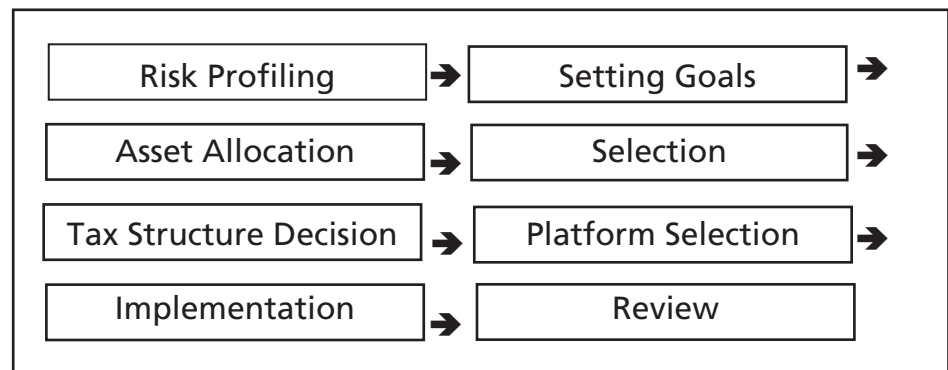 Risk Profiling ➔ Setting Goals ➔
Asset Allocation ➔ Selection ➔
Tax Structure Decision ➔ Platform Selection ➔
Implementation ➔ Review